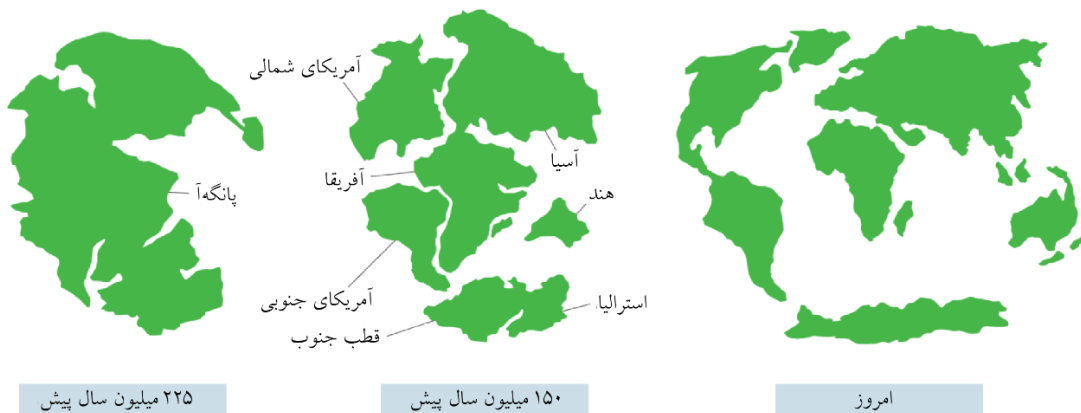 پانگه‌آ
۲۲۵ میلیون سال پیش
آمریکای شمالی
آسیا
آفریقا
هند
آمریکای جنوبی
استرالیا
قطب جنوب
۱۵۰ میلیون سال پیش
امروز